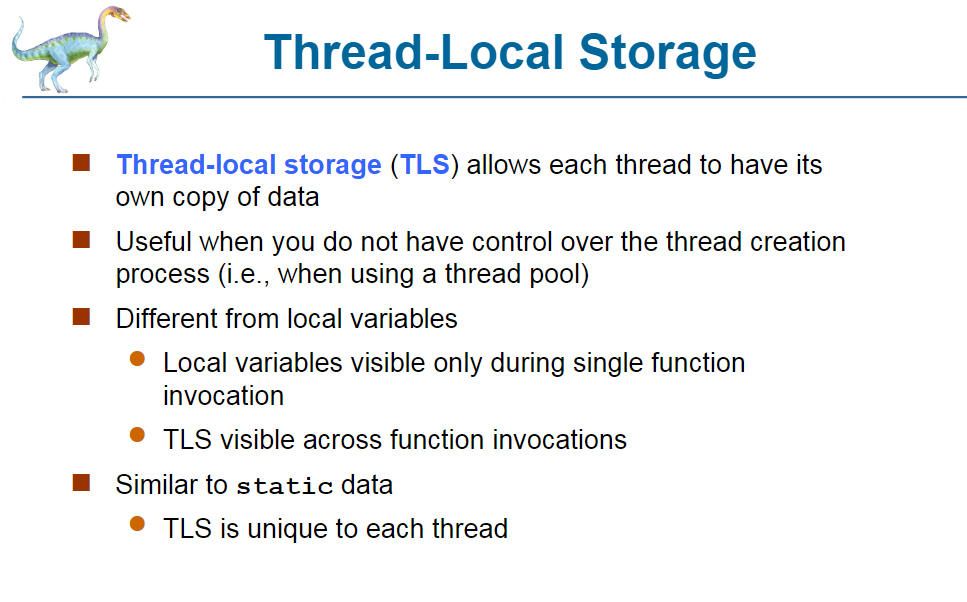 Thread-Local Storage
Thread-local storage (TLS) allows each thread to have its
own copy of data
Useful when you do not have control over the thread creation
process (i.e., when using a thread pool)
Different from local variables
Local variables visible only during single function
invocation
TLS visible across function invocations
Similar to static data
TLS is unique to each thread